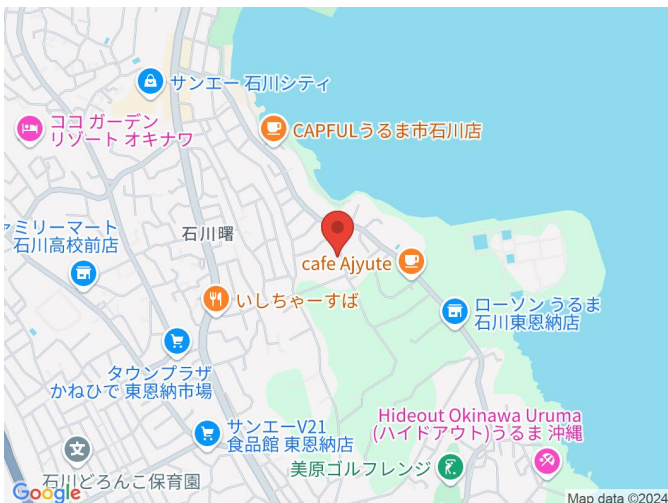 サンエー 石川シティ
ココ ガーデン
リゾート オキナワ
CAPFULうるま市石川店
ァミリーマート
石川高校前店
石川曙
cafe Ajyute
いしちゃーすば
ローソン うるま
石川東恩納店
タウンプラザ
かねひで 東恩納市場
Hideout Okinawa Uruma
(ハイドアウト)うるま 沖縄
サンエーV21
食品館 東恩納店
美原ゴルフレンジ
石川どろんこ保育園
文
Google
Map data ©2024